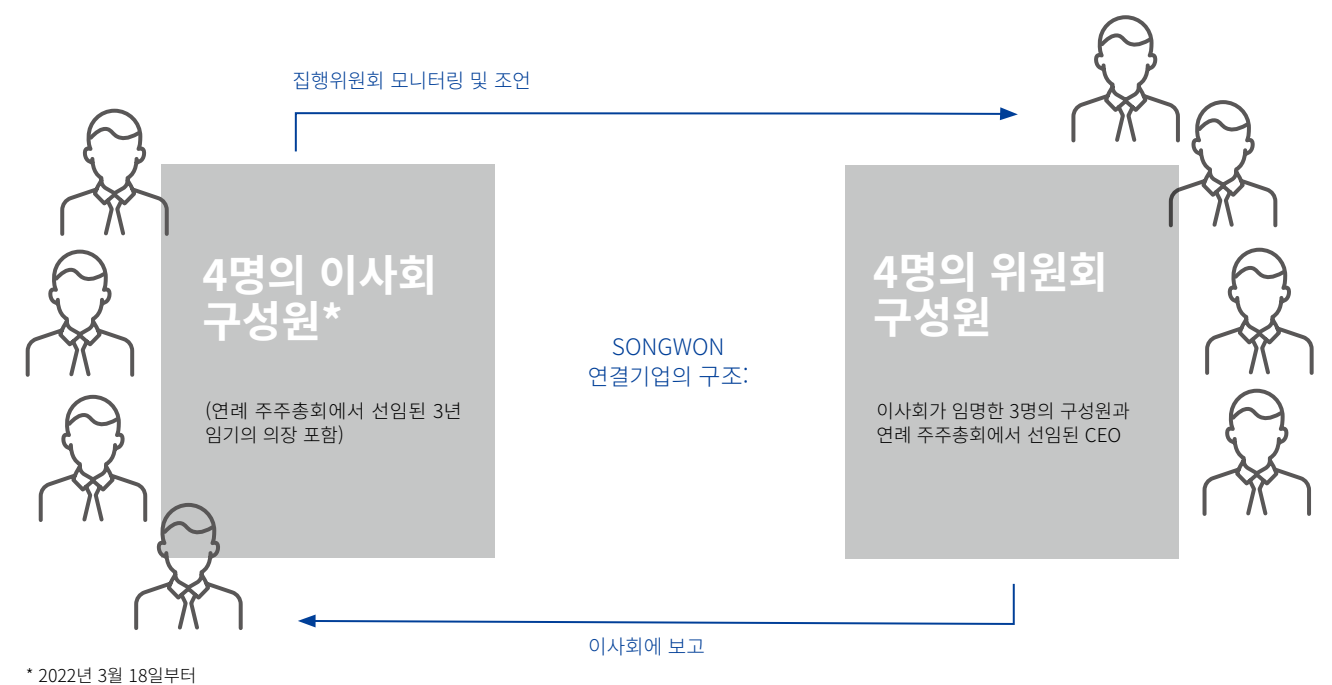 집행위원회 모니터링 및 조언
4명의 이사회
구성원*
(연례 주주총회에서 선임된 3년
임기의 의장 포함)
SONGWON
연결기업의 구조:
4명의 위원회
구성원
이사회가 임명한 3명의 구성원과
연례 주주총회에서 선임된 CEO
이사회에 보고
* 2022년 3월 18일부터